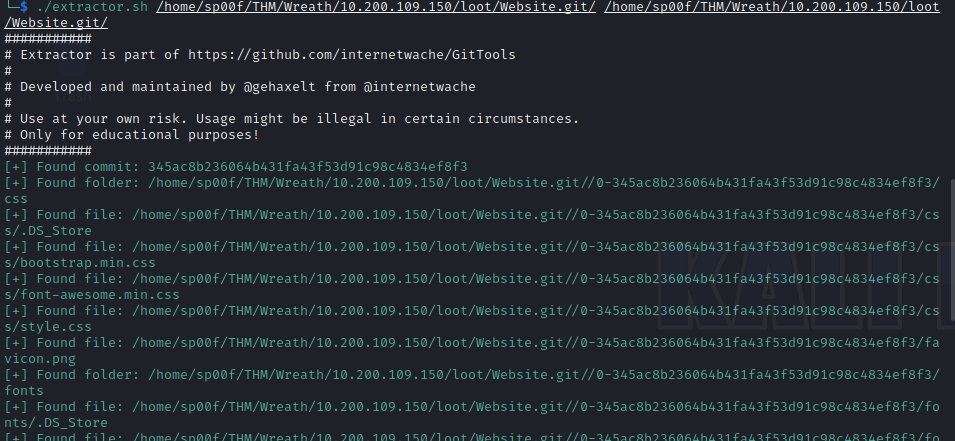 └─$ ./extractor.sh /home/sp00f/THM/Wreath/10.200.109.150/loot/Website.git/ /home/sp00f/THM/Wreath/10.200.109.150/loot
/Website.git/
###########
# Extractor is part of https://github.com/internetwache/GitTools
#
# Developed and maintained by @gehaxelt from @internetwache
#
# Use at your own risk. Usage might be illegal in certain circumstances.
# Only for educational purposes!
###########
[+] Found commit: 345ac8b236064b431fa43f53d91c98c4834ef8f3
[+] Found folder: /home/sp00f/THM/Wreath/10.200.109.150/loot/Website.git//0-345ac8b236064b431fa43f53d91c98c4834ef8f3/
css
[+] Found file: /home/sp00f/THM/Wreath/10.200.109.150/loot/Website.git//0-345ac8b236064b431fa43f53d91c98c4834ef8f3/cs
s/.DS_Store
[+] Found file: /home/sp00f/THM/Wreath/10.200.109.150/loot/Website.git//0-345ac8b236064b431fa43f53d91c98c4834ef8f3/cs
s/bootstrap.min.css
[+] Found file: /home/sp00f/THM/Wreath/10.200.109.150/loot/Website.git//0-345ac8b236064b431fa43f53d91c98c4834ef8f3/cs
s/font-awesome.min.css
[+] Found file: /home/sp00f/THM/Wreath/10.200.109.150/loot/Website.git//0-345ac8b236064b431fa43f53d91c98c4834ef8f3/cs
s/style.css
[+] Found file: /home/sp00f/THM/Wreath/10.200.109.150/loot/Website.git//0-345ac8b236064b431fa43f53d91c98c4834ef8f3/fa
vicon.png
[+] Found folder: /home/sp00f/THM/Wreath/10.200.109.150/loot/Website.git//0-345ac8b236064b431fa43f53d91c98c4834ef8f3/
fonts
[+] Found file: /home/sp00f/THM/Wreath/10.200.109.150/loot/Website.git//0-345ac8b236064b431fa43f53d91c98c4834ef8f3/fo
nts/.DS_Store
[+] Found file: /home/sp00f/THM/Wreath/10.200.109.150/loot/Website.git//0-345ac8b236064b431fa43f53d91c98c4834ef8f3/fo
KALI